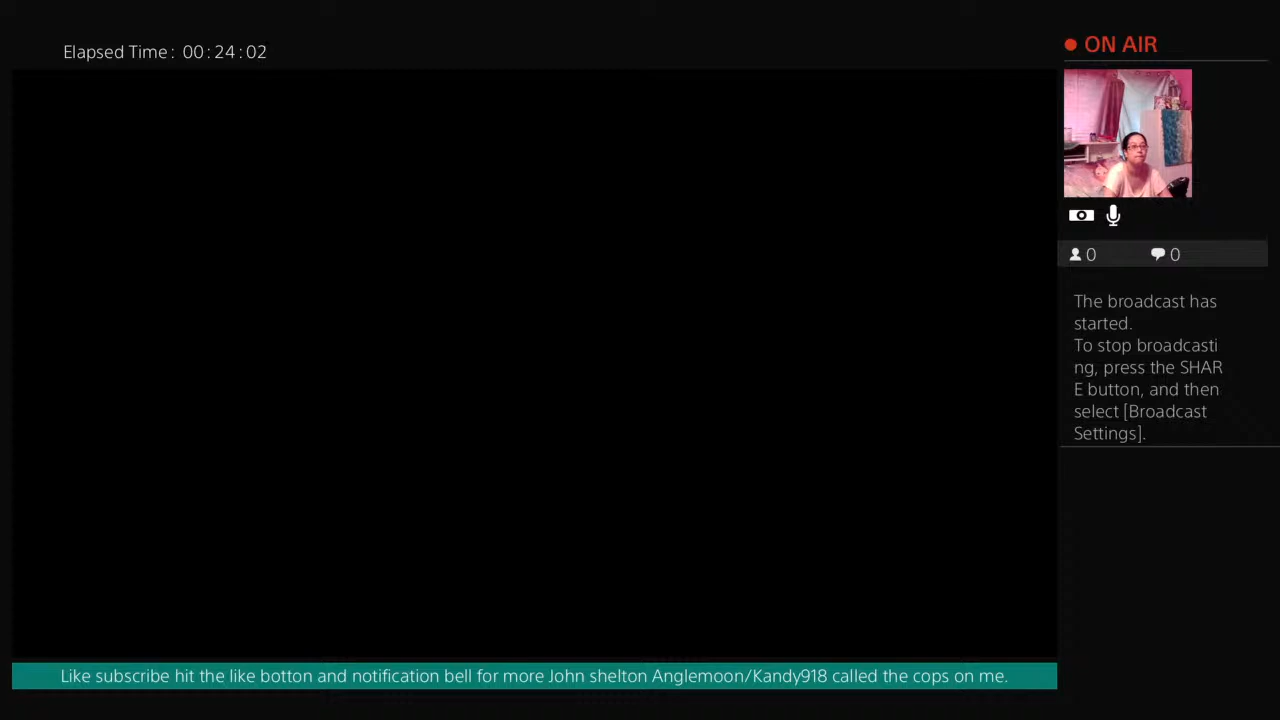 Elapsed Time: 00:24:02
ON AIR
0 0
The broadcast has
started.
To stop broadcasti
ng, press the SHAR
E button, and then
select [Broadcast
Settings].
Like subscribe hit the like botton and notification bell for more John shelton Anglemoon/Kandy918 called the cops on me.